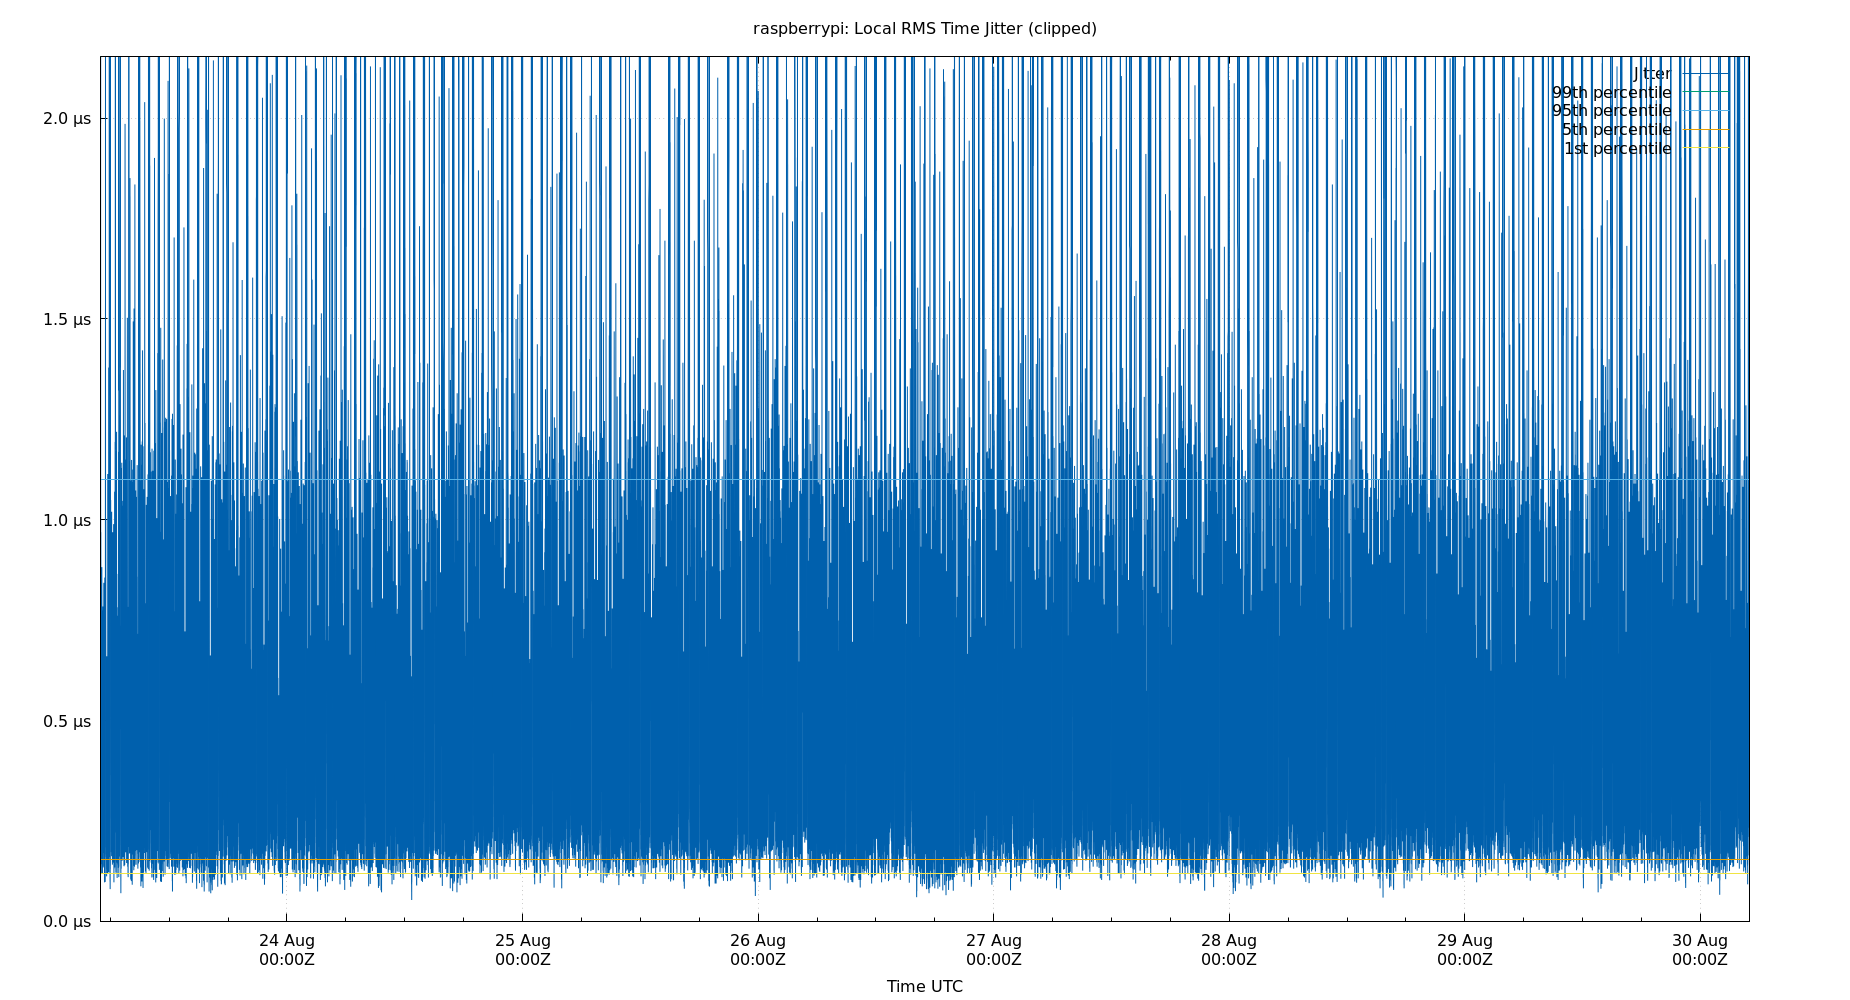 raspberrypi: Local RMS Time Jitter (clipped)
Jitter
99th percentile
95th percentile
5th percentile
1st percentile
2.0 μs
1.5 μs
1.0 μs
0.5 μs
0.0 μs
24 Aug 25 Aug 26 Aug 27 Aug 28 Aug 29 Aug 30 Aug
00:00Z 00:00Z 00:00Z 00:00Z 00:00Z 00:00Z 00:00Z
Time UTC